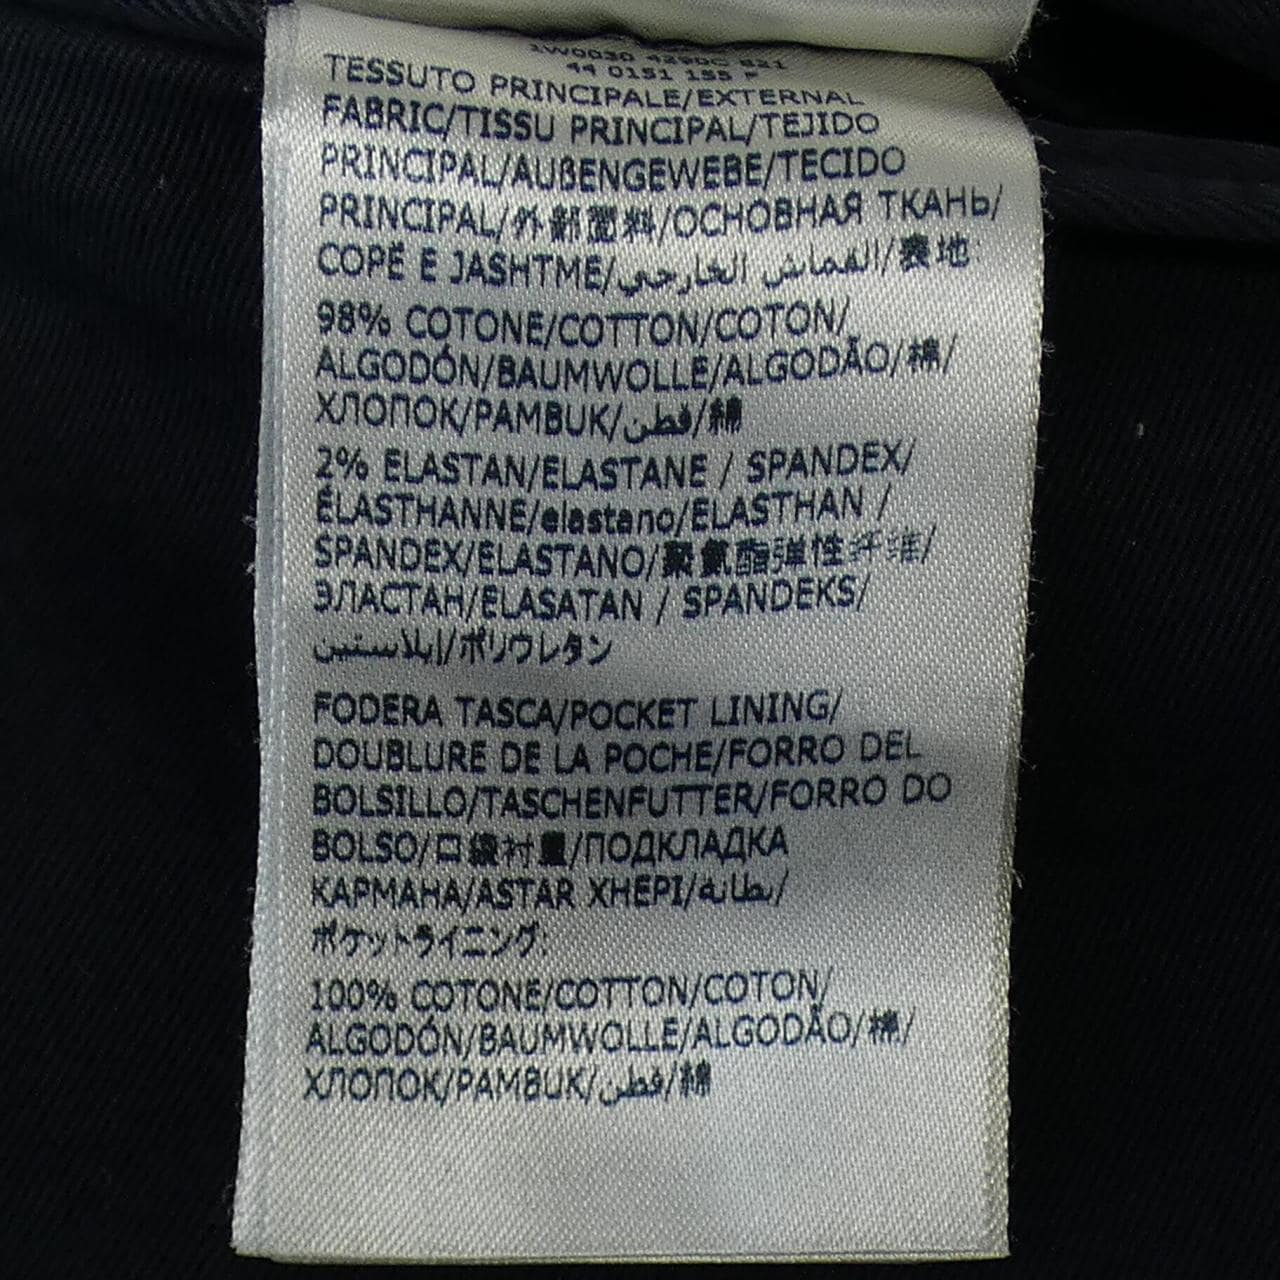 44 0151 155 F
TESSUTO PRINCIPALE/EXTERNAL
FABRIC/TISSU PRINCIPAL/TEJIDO
PRINCIPAL/AUßENGEWEBE/TECIDO
PRINCIPAL/外部面料/ОСНОВНАЯ ТКАНЬ/
COPË E JASHTME/القماش الخارجي/表地:
98% COTONE/COTTON/COTON/
ALGODÓN/BAUMWOLLE/ALGODÃO/棉/
ХЛОПОК/PAMBUK/قطن/綿
2% ELASTAN/ELASTANE / SPANDEX/
ÉLASTHANNE/elastano/ELASTHAN /
SPANDEX/ELASTANO/聚氨酯弹性纤维/
ЭЛАСТАН/ELASATAN / SPANDEKS/
إيلاستين/ポリウレタン
FODERA TASCA/POCKET LINING/
DOUBLURE DE LA POCHE/FORRO DEL
BOLSILLO/TASCHENFUTTER/FORRO DO
BOLSO/口袋衬里/ПОДКЛАДКА
КАРМАНА/ASTAR XHEPI/بطانة/
ポケットライニング:
100% COTONE/COTTON/COTON/
ALGODÓN/BAUMWOLLE/ALGODÃO/棉/
ХЛОПОК/PAMBUK/قطن/綿